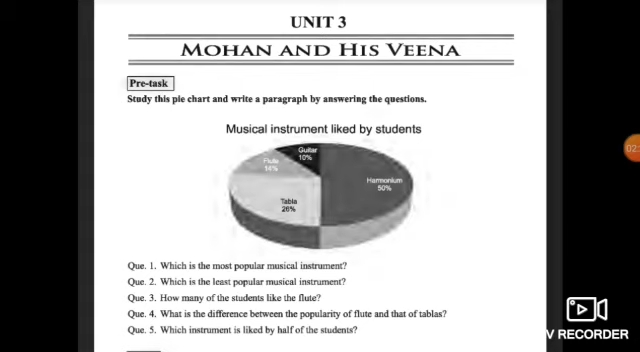 UNIT 3
MOHAN AND HIS VEENA
Pre-task
Study this pie chart and write a paragraph by answering the questions.
Musical instrument liked by students
Guitar
10%
Flute
14%
Harmonium
50%
Tabla
26%
Que. 1. Which is the most popular musical instrument?
Que. 2. Which is the least popular musical instrument?
Que. 3. How many of the students like the flute?
Que. 4. What is the difference between the popularity of flute and that of tablas?
Que. 5. Which instrument is liked by half of the students?
02:
V RECORDER